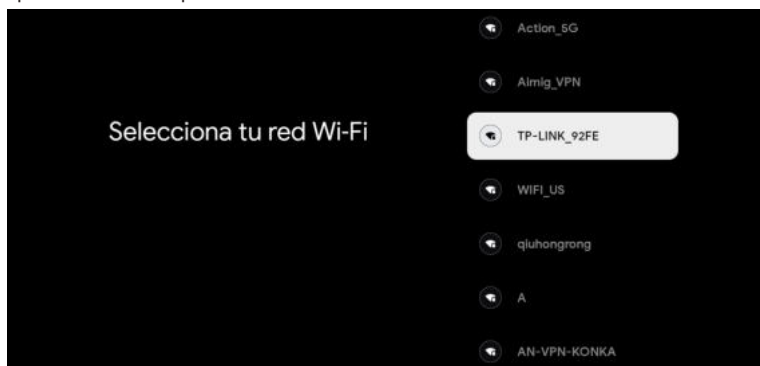 Action_5G
Aimig_VPN
Selecciona tu red Wi-Fi
TP-LINK_92FE
WIFI_US
qiuhongrong
A
AN-VPN-KONKA